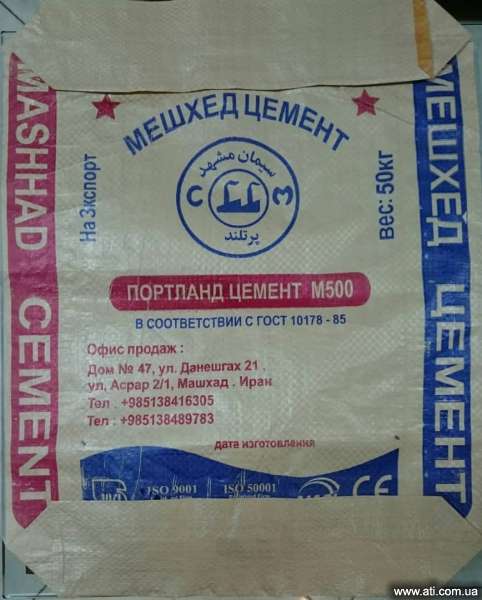 МЕШХЕД ЦЕМЕНТ
MASHHAD CEMENT
МЕШХЕД ЦЕМЕНТ
На Зкспорт
Вес: 50кг
سیمان مشهد
С З
پرتلند
ПОРТЛАНД ЦЕМЕНТ М500
В СООТВЕТСТВИИ С ГОСТ 10178 - 85
Офис продаж :
Дом № 47, ул. Данешгах 21 .
ул, Асрар 2/1, Машхад . Иран
Тел . +985138416305
Тел . +985138489783
дата изготовления
ISO 9001
ISO 50001
CE
www.ati.com.ua